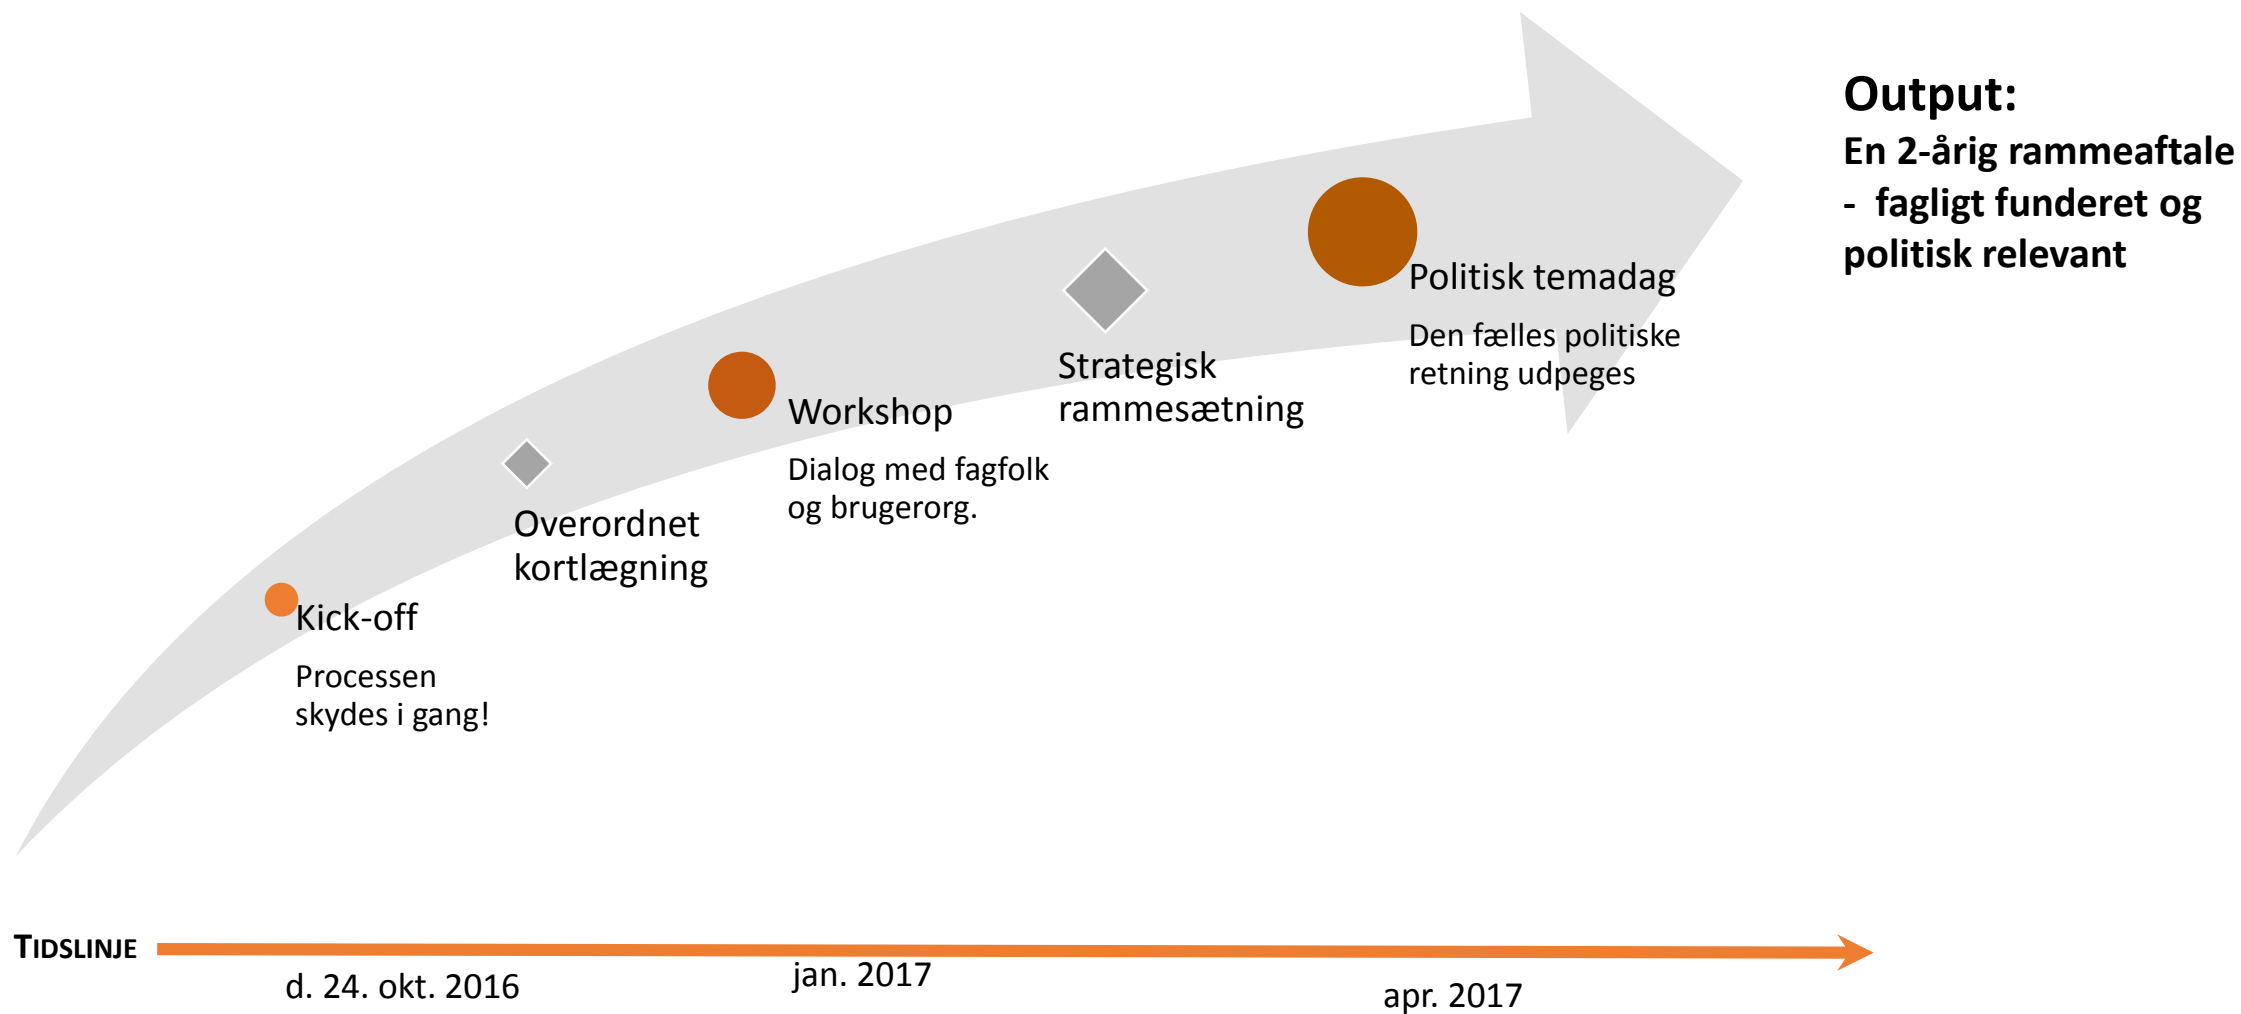 Output:
En 2-årig rammeaftale
- fagligt funderet og
politisk relevant
Politisk temadag
Den fælles politiske
retning udpeges
Strategisk
rammesætning
Workshop
Dialog med fagfolk
og brugerorg.
Overordnet
kortlægning
Kick-off
Processen
skydes i gang!
TIDSLINJE
d. 24. okt. 2016
jan. 2017
apr. 2017